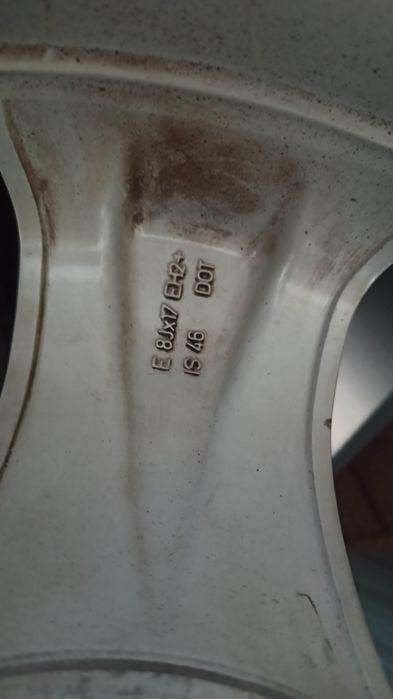 E 8Jx17 EH2+
IS 46 DOT